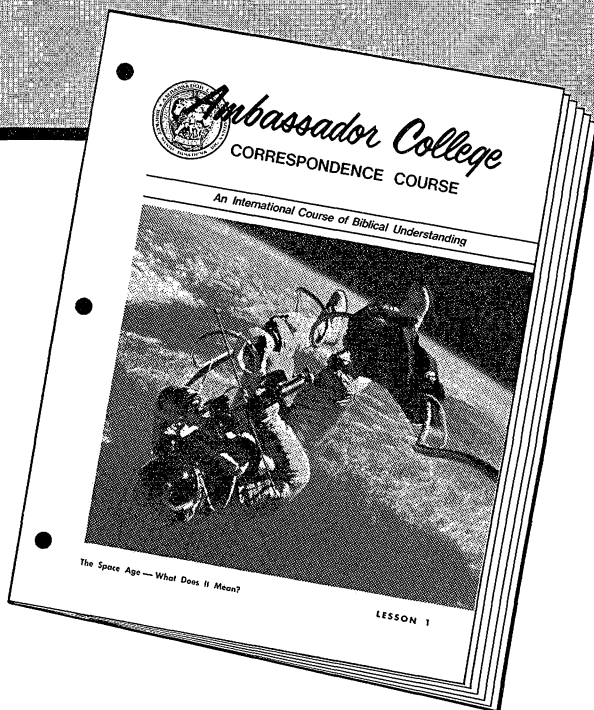 Ambassador College
CORRESPONDENCE COURSE
An International Course of Biblical Understanding
The Space Age — What Does It Mean?
LESSON 1